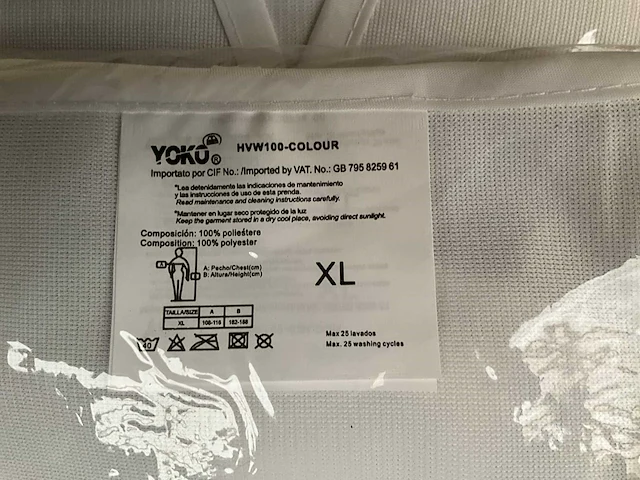 YOKO® HVW100-COLOUR
Importato por CIF No.: /Imported by VAT. No.: GB 795 8259 61
*Lea detenidamente las indicaciones de mantenimiento
y las instrucciones de uso de esta prenda.
Read maintenance and cleaning instructions carefully.
*Mantener en lugar seco protegido de la luz
Keep the garment stored in a dry cool place, avoiding direct sunlight.
Composición: 100% poliéstere
Composition: 100% polyester
A
B
A: Pecho/Chest(cm)
B: Altura/Height(cm)
XL
TAILLA/SIZE A B
XL 108-116 182-188
40
Max 25 lavados
Max. 25 washing cycles